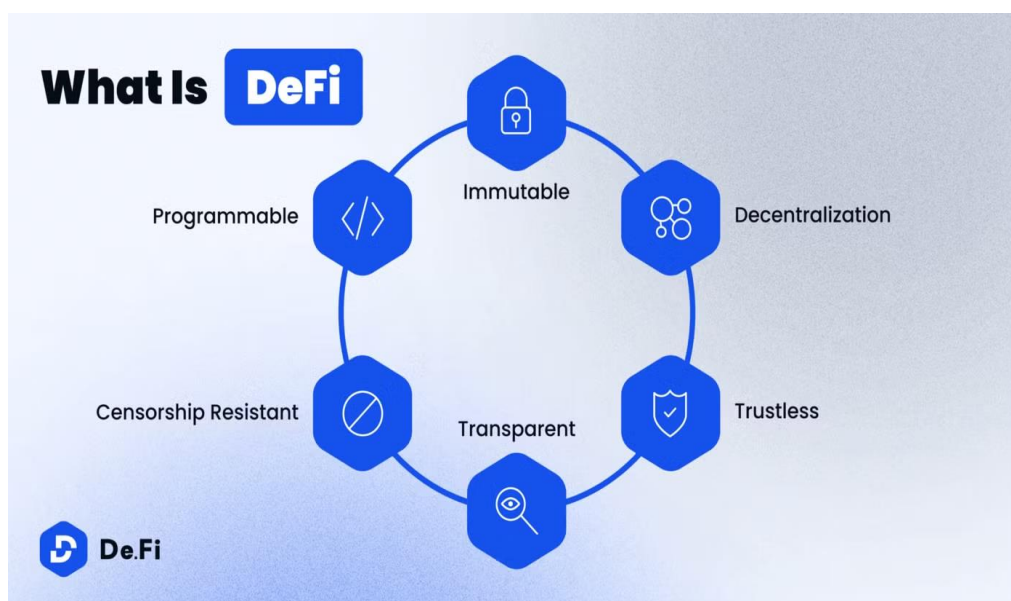 What Is DeFi
Immutable
Programmable
Decentralization
Censorship Resistant
Transparent
Trustless
De.Fi